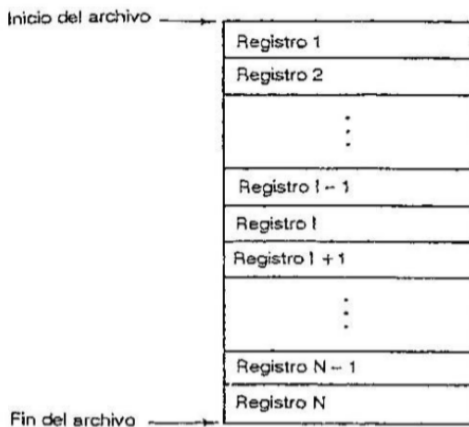 Inicio del archivo
Registro 1
Registro 2
Registro I - 1
Registro I
Registro I + 1
Registro N - 1
Registro N
Fin del archivo